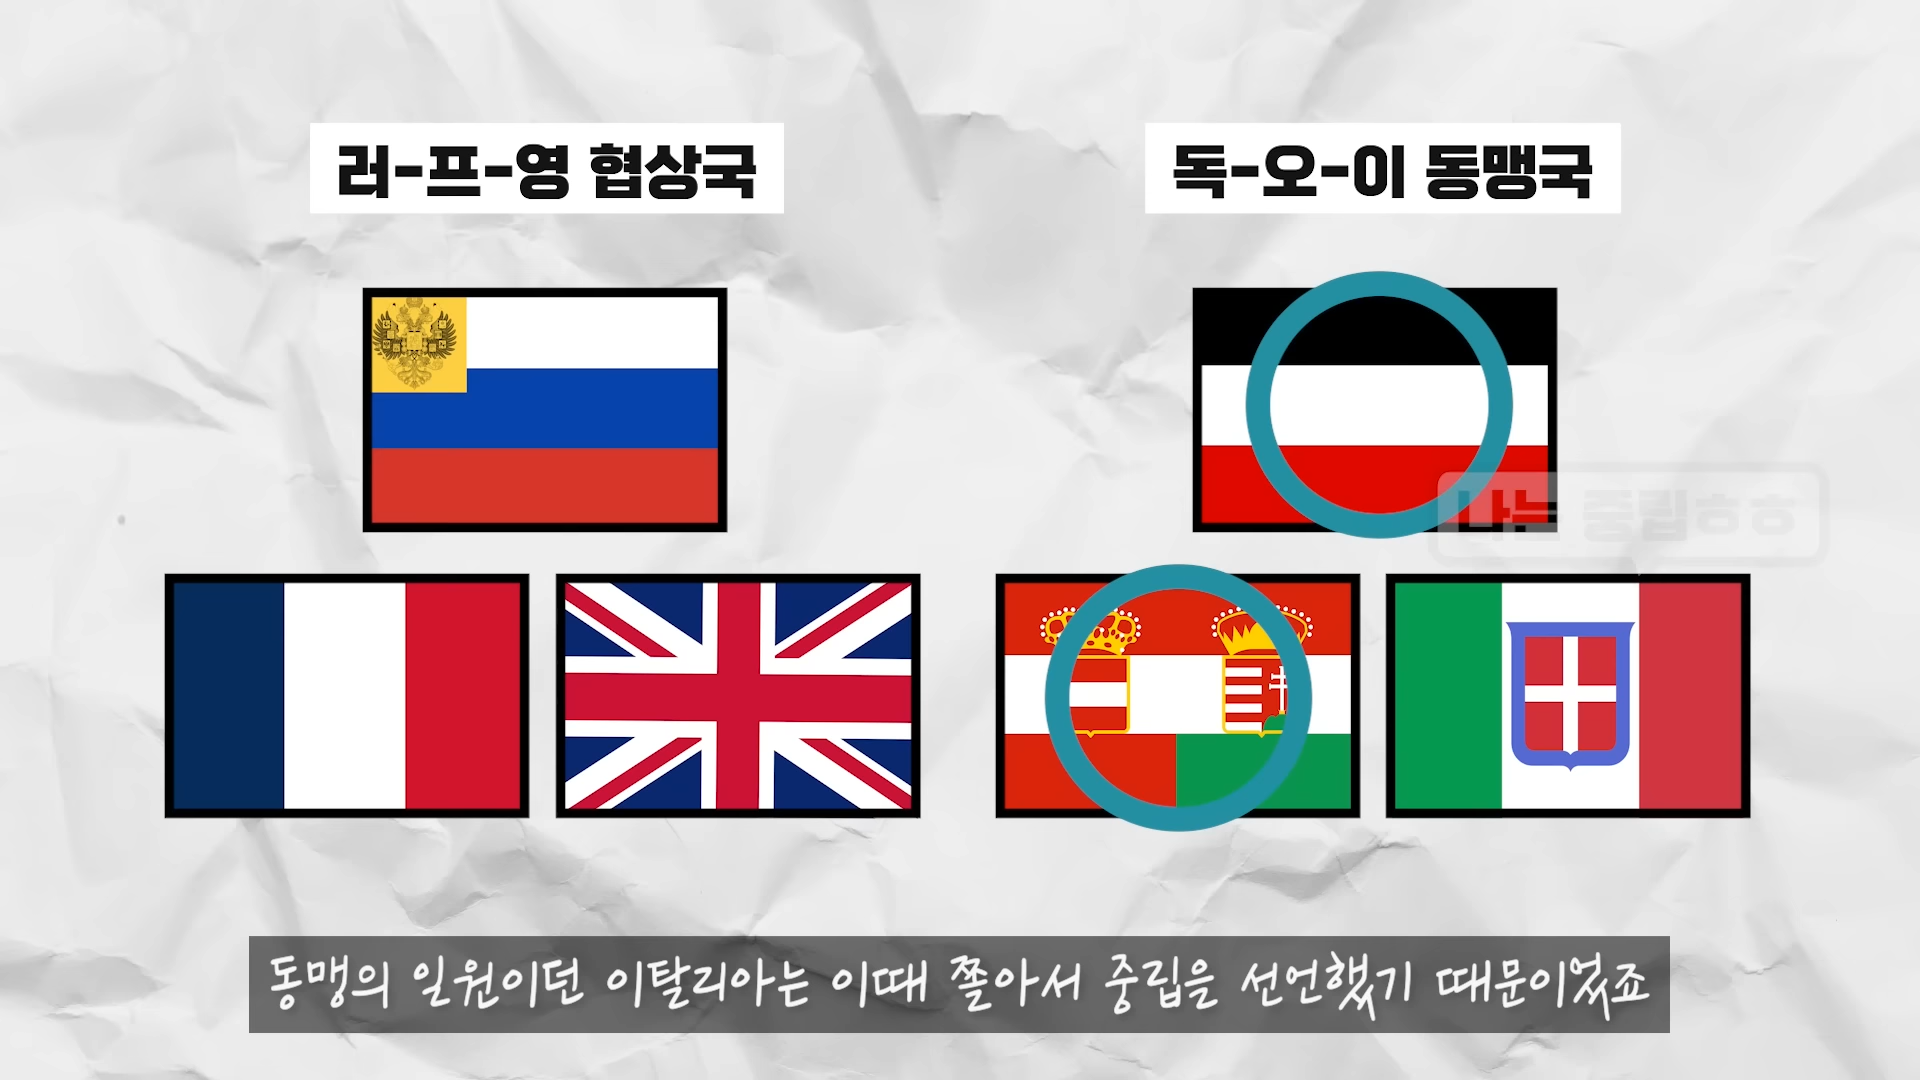 러-프-영 협상국
독-오-이 동맹국
나는 중립ㅎㅎ
동맹의 일원이던 이탈리아는 이때 쫄아서 중립을 선언했기 때문이었죠